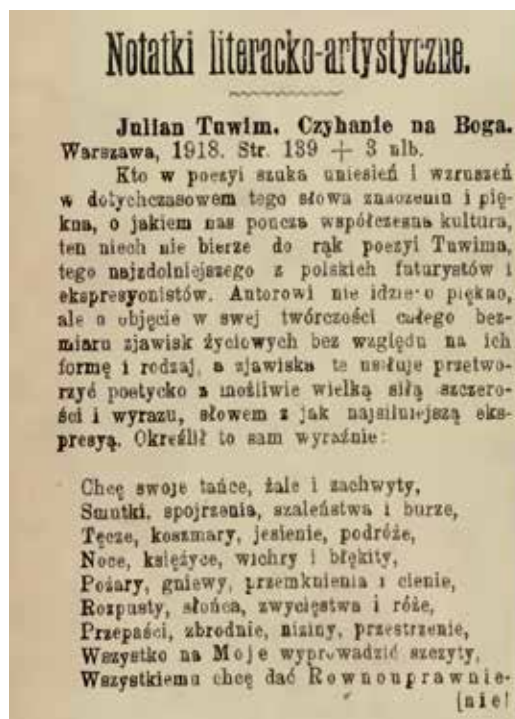 Notatki literacko-artystyczne.
Julian Tuwim. Czyhanie na Boga.
Warszawa, 1918. Str. 139 + 3 nlb.
Kto w poezyi szuka uniesień i wzruszeń
w dotychczasowem tego słowa znaczeniu i pię-
kna, o jakiem nas poucza współczesna kultura,
ten niech nie bierze do rąk poezyi Tuwima,
tego najzdolniejszego z polskich futurystów i
ekspresyonistów. Autorowi nie idzie o piękno,
ale o objęcie w swej twórczości całego bez-
miaru zjawisk życiowych bez względu na ich
formę i rodzaj, a zjawiska te usiłuje przetwo-
rzyć poetycko z możliwie wielką siłą szczero-
ści i wyrazu, słowem z jak najsilniejszą eks-
presyą. Określił to sam wyraźnie:
Chcę swoje tańce, żale i zachwyty,
Smutki, spojrzenia, szaleństwa i burze,
Tęcze, koszmary, jesienie, podróże,
Noce, księżyce, wichry i błękity,
Pożary, gniewy, przemknienia i cienie,
Rozpusty, słońca, zwycięstwa i róże,
Przepaści, zbrodnie, niziny, przestrzenie,
Wszystko na Moje wyprowadzić szczyty,
Wszystkiemu chcę dać Rownouprawnie-
[nie!